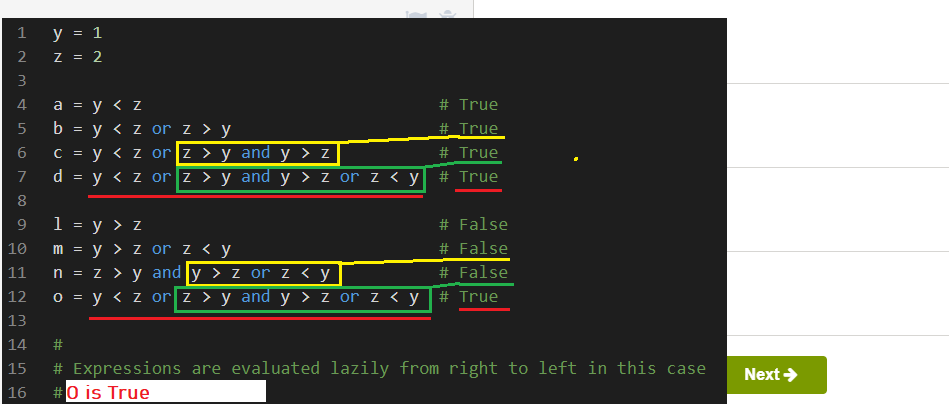 1 y = 1
2 z = 2
3
4 a = y < z # True
5 b = y < z or z > y # True
6 c = y < z or z > y and y > z # True
7 d = y < z or z > y and y > z or z < y # True
8
9 l = y > z # False
10 m = y > z or z < y # False
11 n = z > y and y > z or z < y # False
12 o = y < z or z > y and y > z or z < y # True
13
14 #
15 # Expressions are evaluated lazily from right to left in this case
16 # O is True
Next